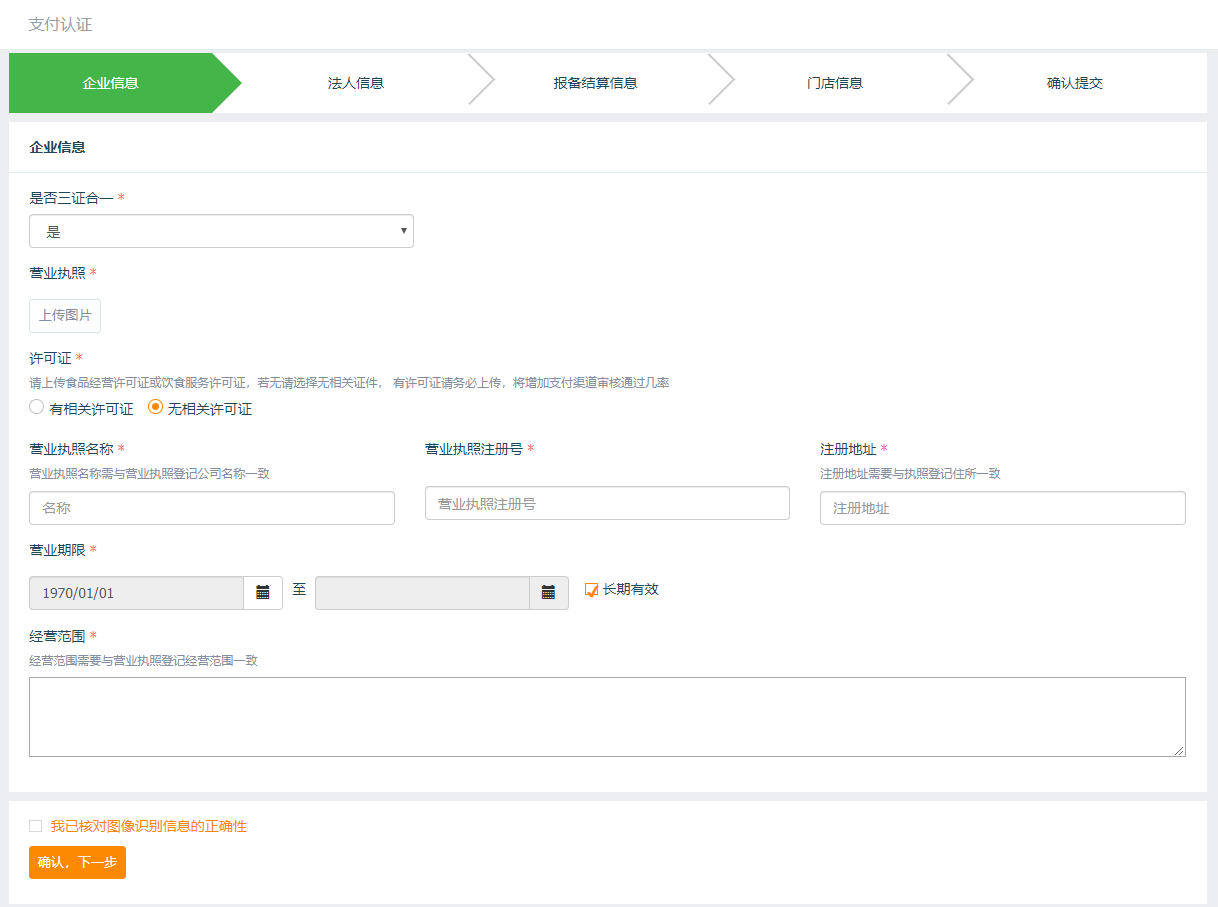 支付认证
企业信息
法人信息
报备结算信息
门店信息
确认提交
企业信息
是否三证合一 *
是
营业执照 *
上传图片
许可证 *
请上传食品经营许可证或饮食服务许可证，若无请选择无相关证件， 有许可证请务必上传，将增加支付渠道审核通过几率
有相关许可证 无相关许可证
营业执照名称 *
营业执照名称需与营业执照登记公司名称一致
名称
营业执照注册号 *
营业执照注册号
注册地址 *
注册地址需要与执照登记住所一致
注册地址
营业期限 *
1970/01/01 至 长期有效
经营范围 *
经营范围需要与营业执照登记经营范围一致
我已核对图像识别信息的正确性
确认，下一步